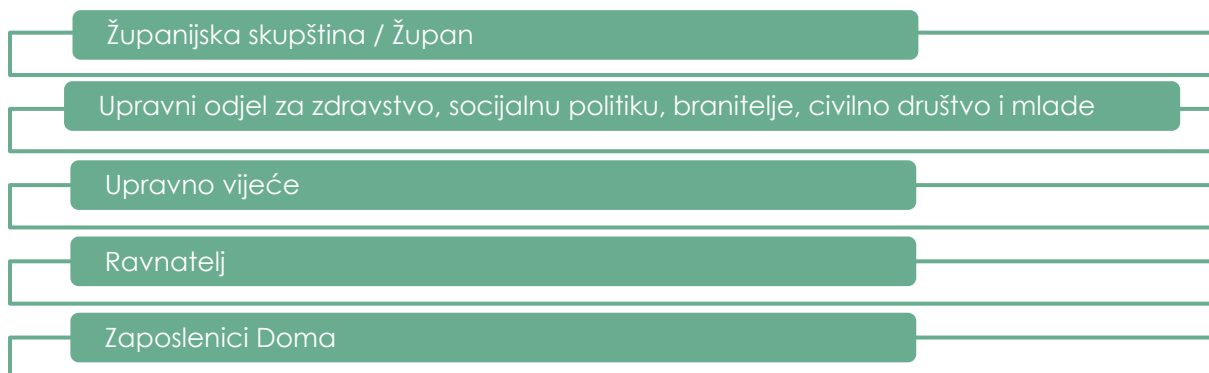 Županijska skupština / Župan
Upravni odjel za zdravstvo, socijalnu politiku, branitelje, civilno društvo i mlade
Upravno vijeće
Ravnatelj
Zaposlenici Doma